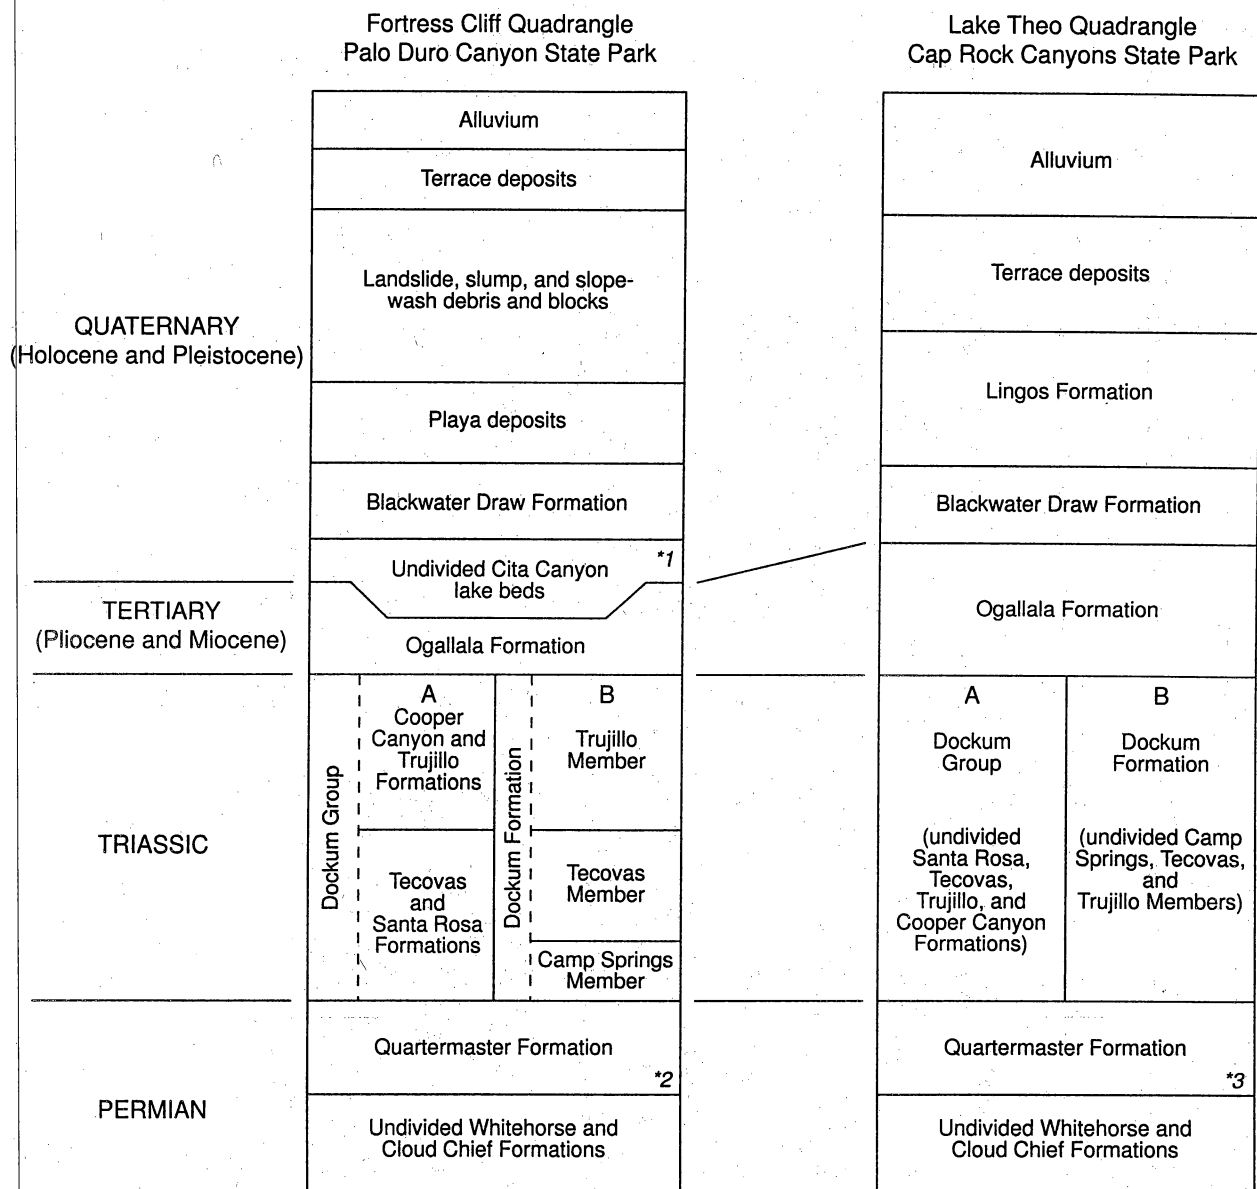 Fortress Cliff Quadrangle
Palo Duro Canyon State Park
Lake Theo Quadrangle
Cap Rock Canyons State Park
QUATERNARY
(Holocene and Pleistocene)
TERTIARY
(Pliocene and Miocene)
TRIASSIC
PERMIAN
Alluvium
Terrace deposits
Landslide, slump, and slope-
wash debris and blocks
Playa deposits
Blackwater Draw Formation
*1
Undivided Cita Canyon
lake beds
Ogallala Formation
Dockum Group
A
Cooper
Canyon and
Trujillo
Formations
Tecovas
and
Santa Rosa
Formations
Dockum Formation
B
Trujillo
Member
Tecovas
Member
Camp Springs
Member
Quartermaster Formation
*2
Undivided Whitehorse and
Cloud Chief Formations
Alluvium
Terrace deposits
Lingos Formation
Blackwater Draw Formation
Ogallala Formation
A
Dockum
Group
(undivided
Santa Rosa,
Tecovas,
Trujillo, and
Cooper Canyon
Formations)
B
Dockum
Formation
(undivided Camp
Springs, Tecovas,
and
Trujillo Members)
Quartermaster Formation
*3
Undivided Whitehorse and
Cloud Chief Formations